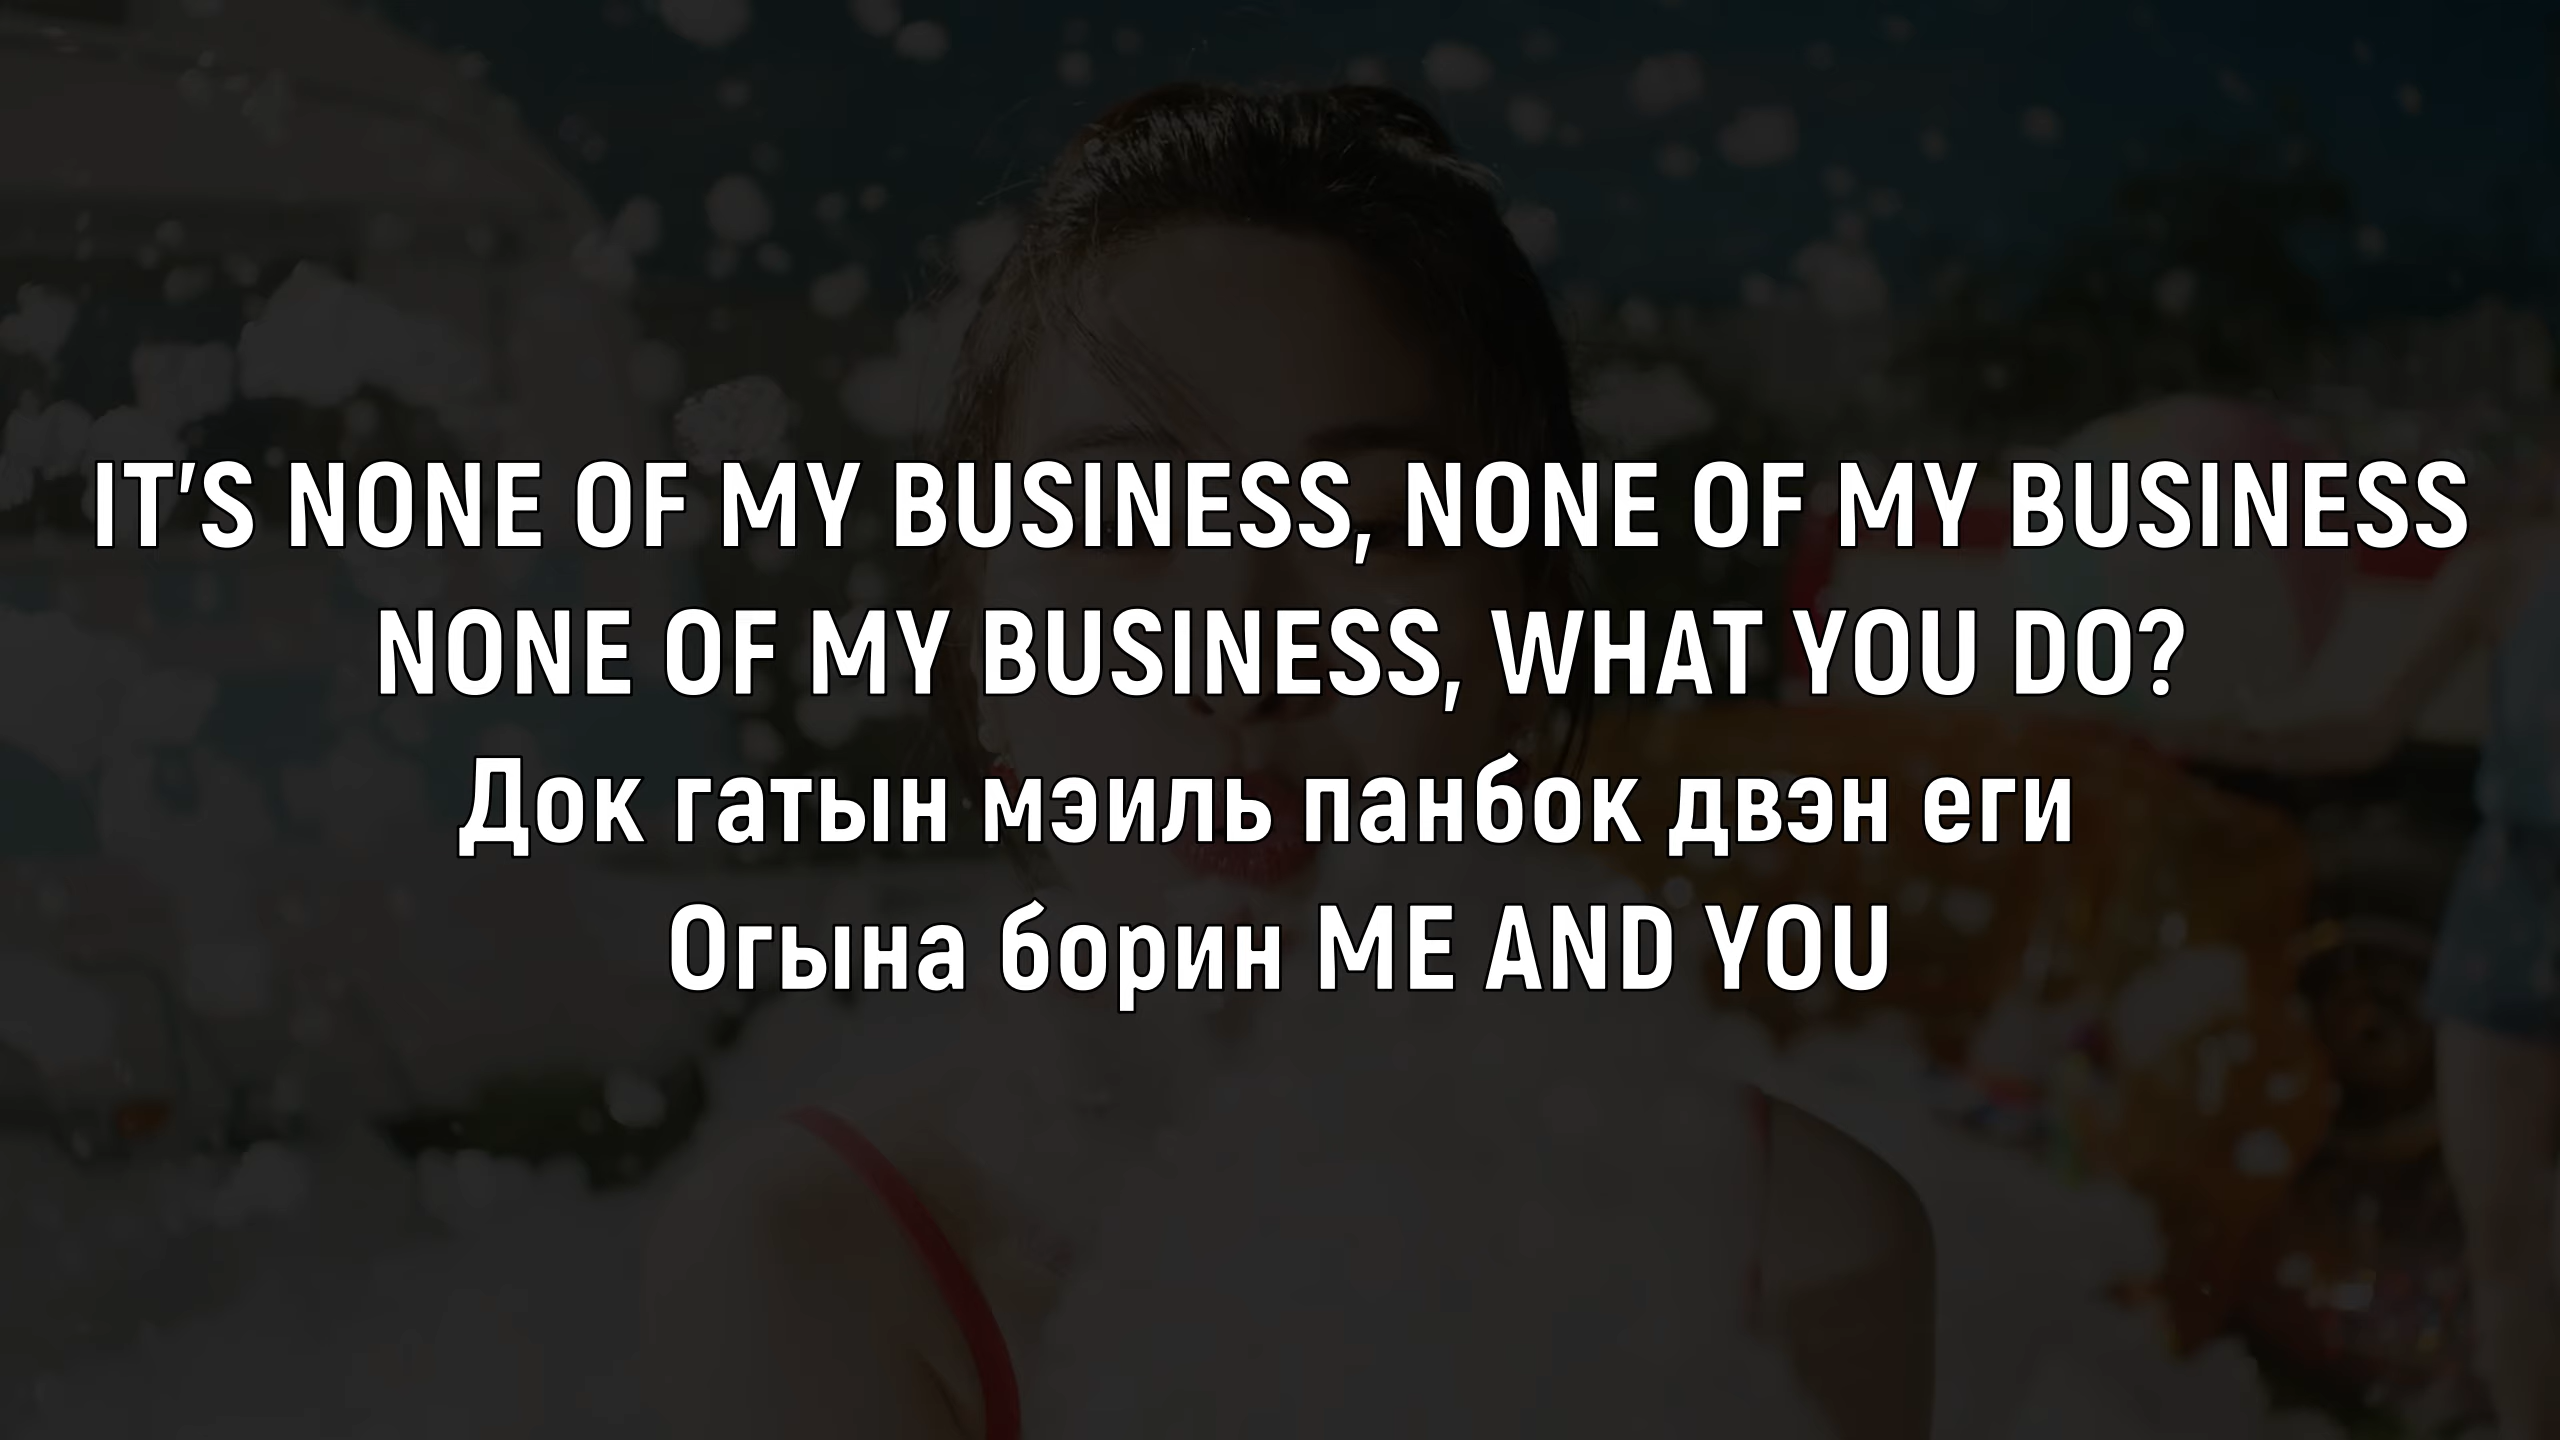 IT’S NONE OF MY BUSINESS, NONE OF MY BUSINESS
NONE OF MY BUSINESS, WHAT YOU DO?
Док гатын мэиль панбок двэн еги
Огына борин ME AND YOU